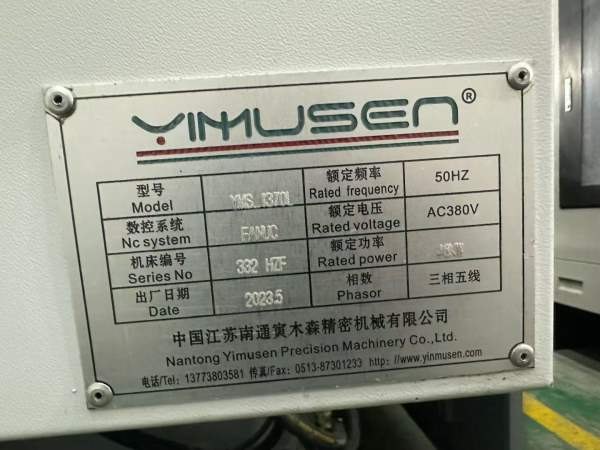 YIMUSEN®
型号 Model
额定频率 Rated frequency 50HZ
数控系统 Nc system FANUC
额定电压 Rated voltage AC380V
机床编号 Series No 332 HZF
额定功率 Rated power
出厂日期 Date 2023.5
相数 Phasor 三相五线
中国江苏南通寅木森精密机械有限公司
Nantong Yimusen Precision Machinery Co.,Ltd.
电话/Tel: 13773803581 传真/Fax: 0513-87301233 http://www.yinmusen.com